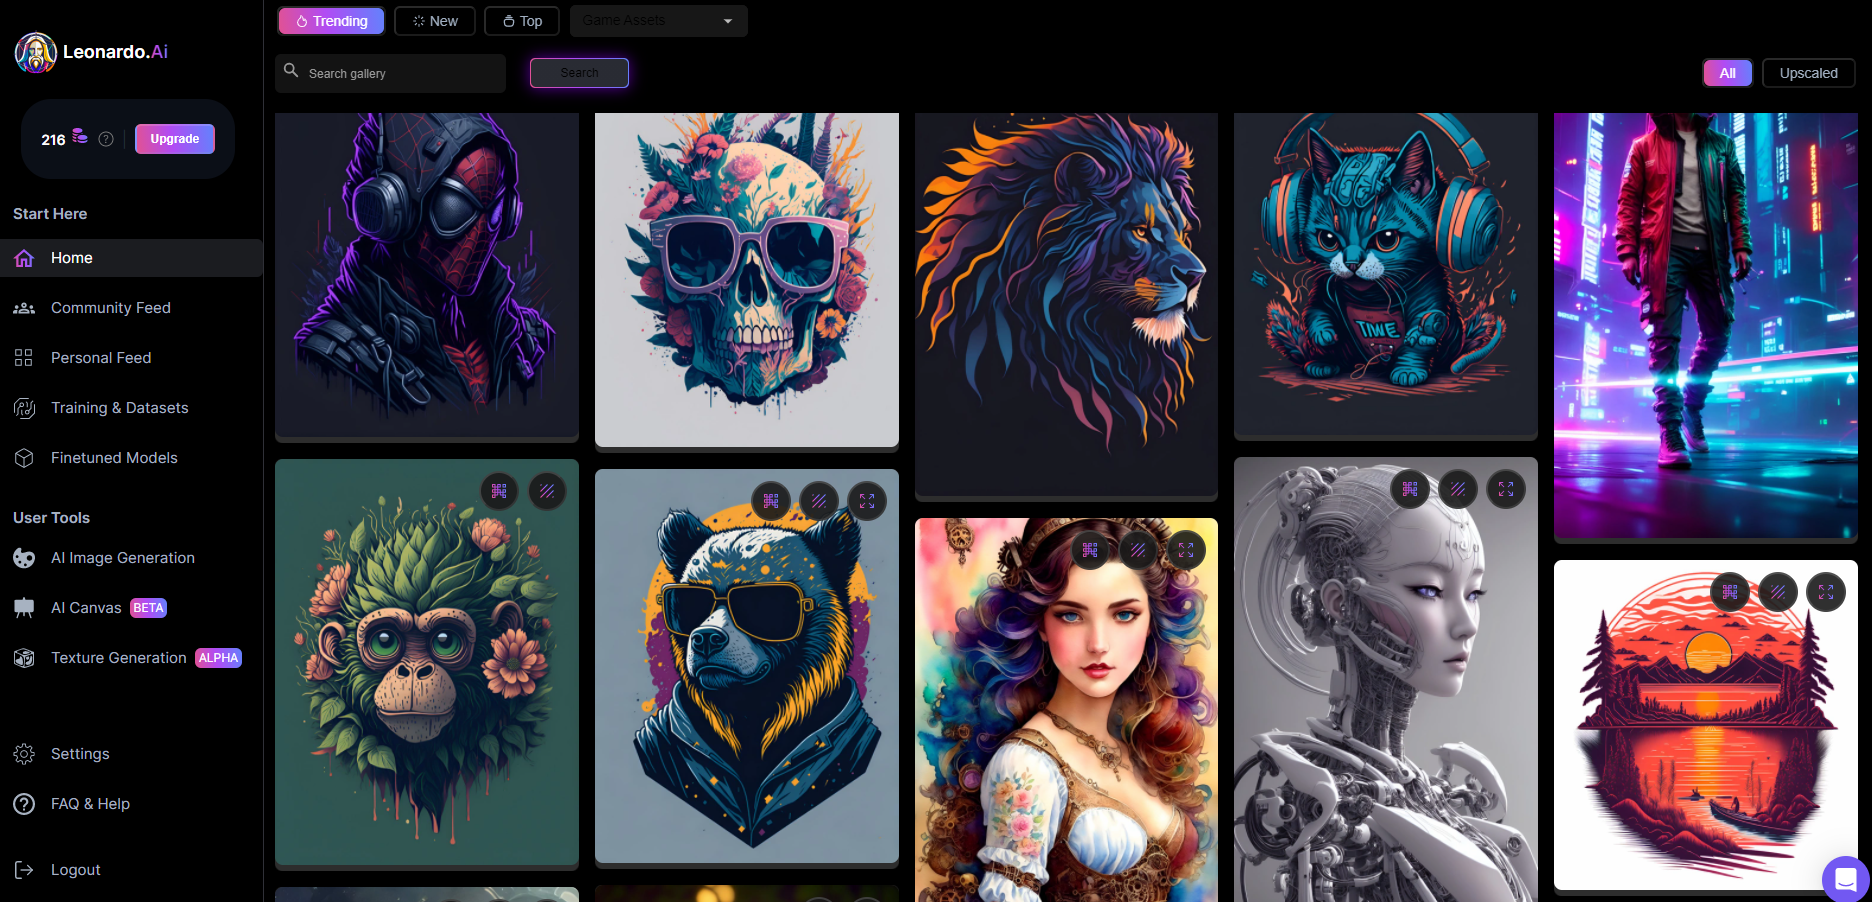 Leonardo.Ai
216
Upgrade
Start Here
Home
Community Feed
Personal Feed
Training & Datasets
Finetuned Models
User Tools
AI Image Generation
AI Canvas BETA
Texture Generation ALPHA
Settings
FAQ & Help
Logout
Trending New Top Game Assets
Search gallery Search
All Upscaled
TIWE